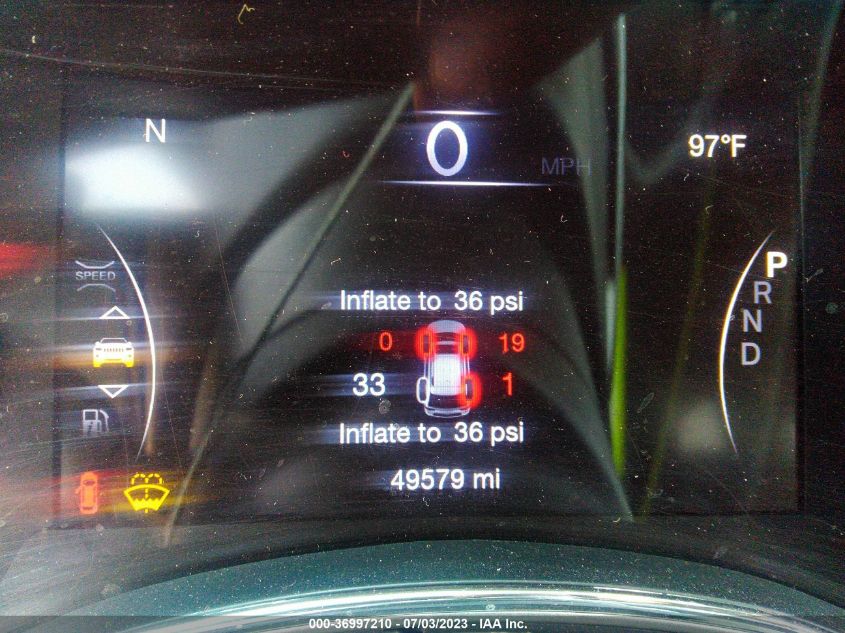 N
0
MPH
97°F
SPEED
Inflate to 36 psi
0 19
33 1
Inflate to 36 psi
49579 mi
P
R
N
D
000-36997210 - 07/03/2023 - IAA Inc.